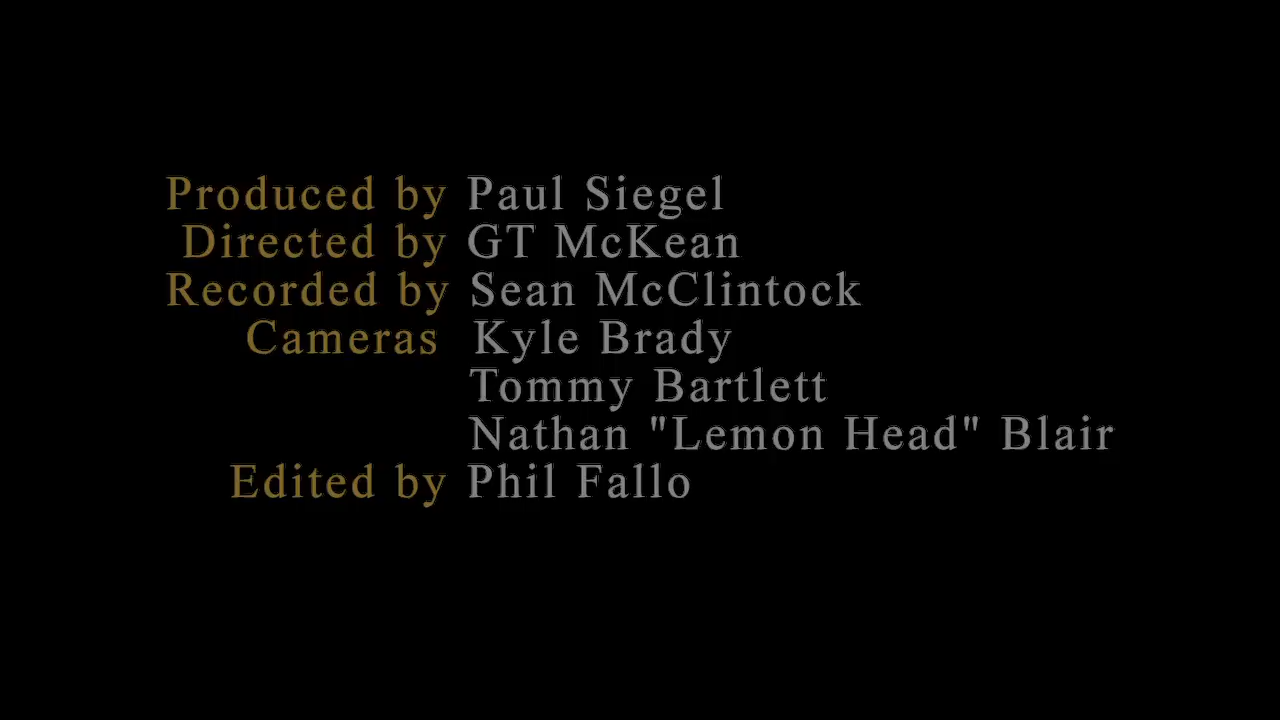 Produced by Paul Siegel
Directed by GT McKean
Recorded by Sean McClintock
Cameras Kyle Brady
Tommy Bartlett
Nathan "Lemon Head" Blair
Edited by Phil Fallo